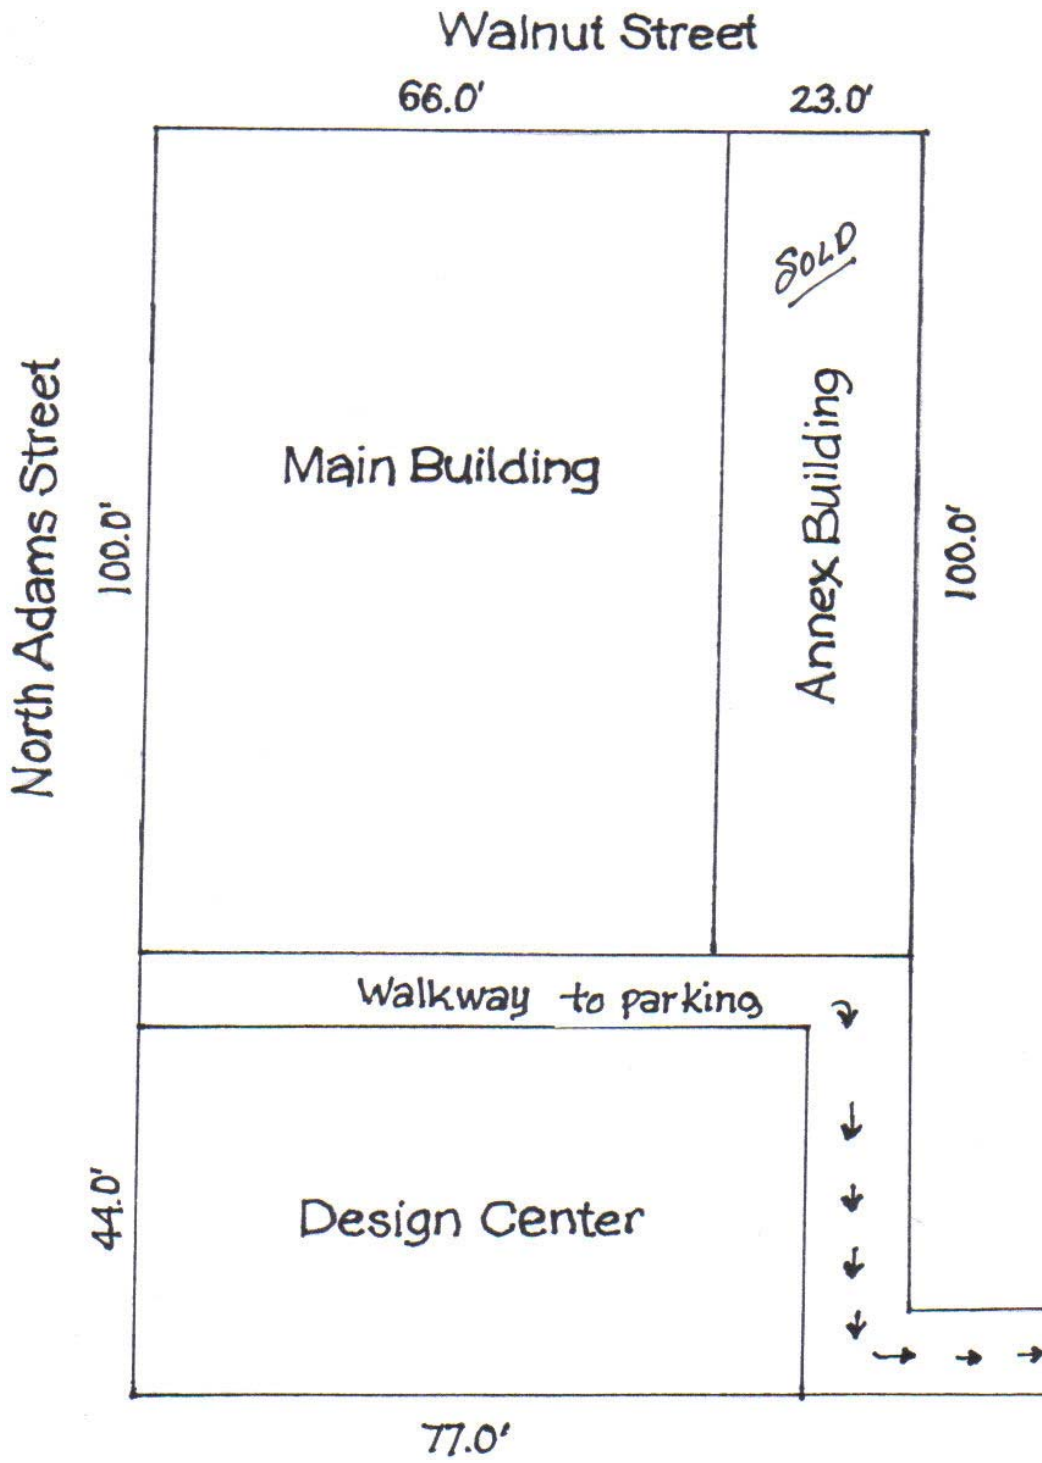 Walnut Street
66.0'
23.0'
SOLD
North Adams Street
100.0'
Main Building
Annex Building
100.0'
Walkway to parking
44.0'
Design Center
77.0'